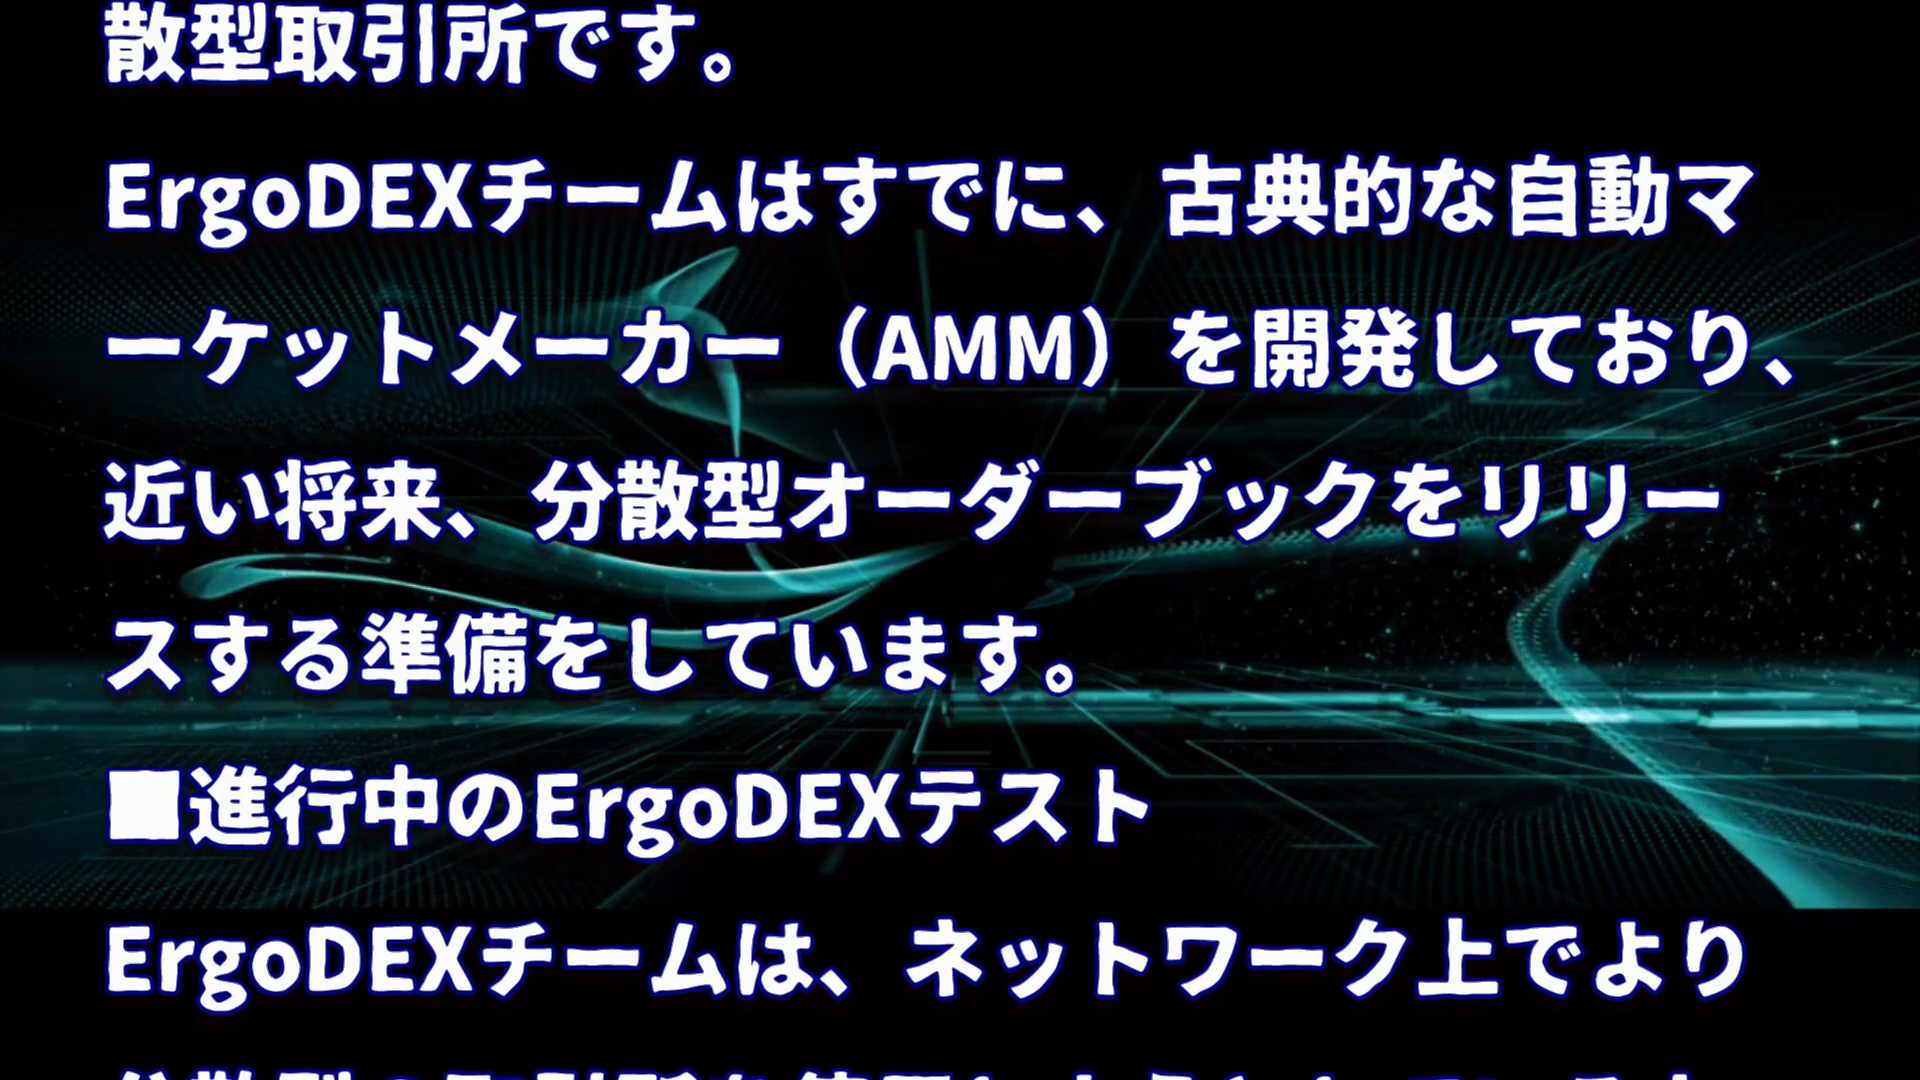 散型取引所です。
ErgoDEXチームはすでに、古典的な自動マ
ーケットメーカー（AMM）を開発しており、
近い将来、分散型オーダーブックをリリー
スする準備をしています。
■進行中のErgoDEXテスト
ErgoDEXチームは、ネットワーク上でより